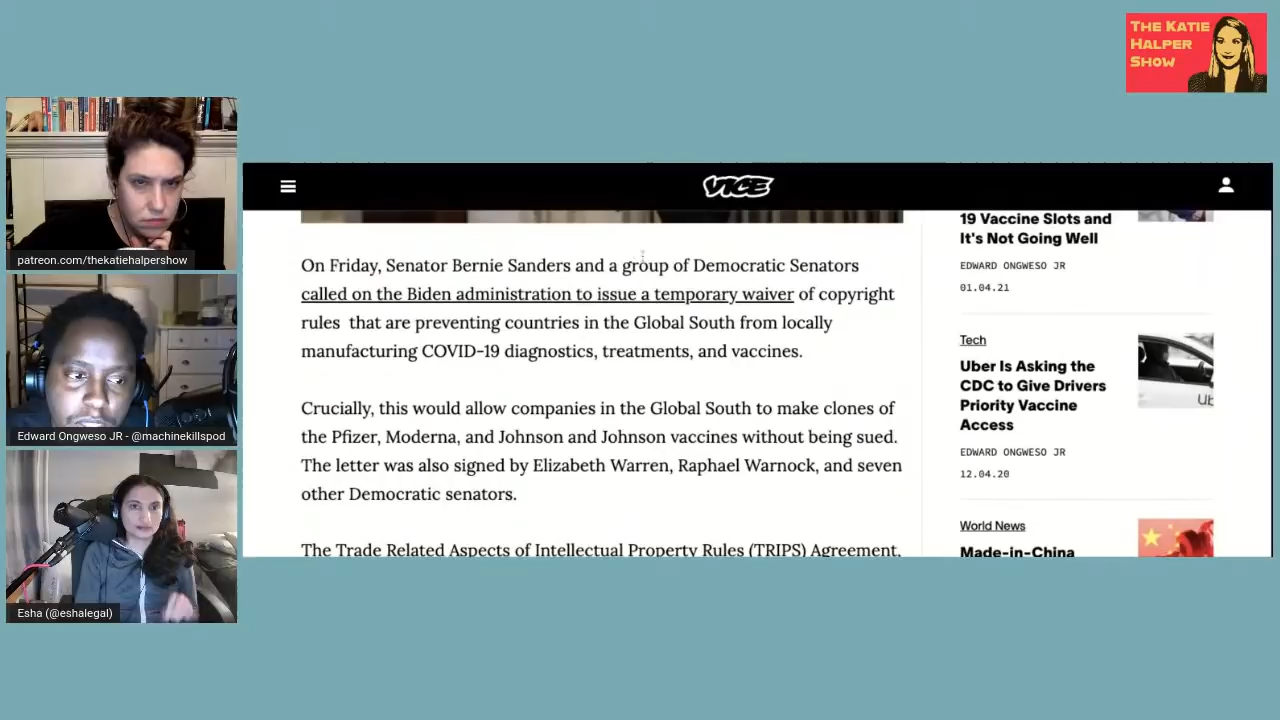 THE KATIE
HALPER
SHOW
patreon.com/thekatiehalpershow
Edward Ongweso JR - @machinekillspod
Esha (@eshalegal)
VICE
On Friday, Senator Bernie Sanders and a group of Democratic Senators
called on the Biden administration to issue a temporary waiver of copyright
rules that are preventing countries in the Global South from locally
manufacturing COVID-19 diagnostics, treatments, and vaccines.
Crucially, this would allow companies in the Global South to make clones of
the Pfizer, Moderna, and Johnson and Johnson vaccines without being sued.
The letter was also signed by Elizabeth Warren, Raphael Warnock, and seven
other Democratic senators.
The Trade Related Aspects of Intellectual Property Rules (TRIPS) Agreement,
19 Vaccine Slots and
It's Not Going Well
EDWARD ONGWESO JR
01.04.21
Tech
Uber Is Asking the
CDC to Give Drivers
Priority Vaccine
Access
EDWARD ONGWESO JR
12.04.20
World News
Made-in-China